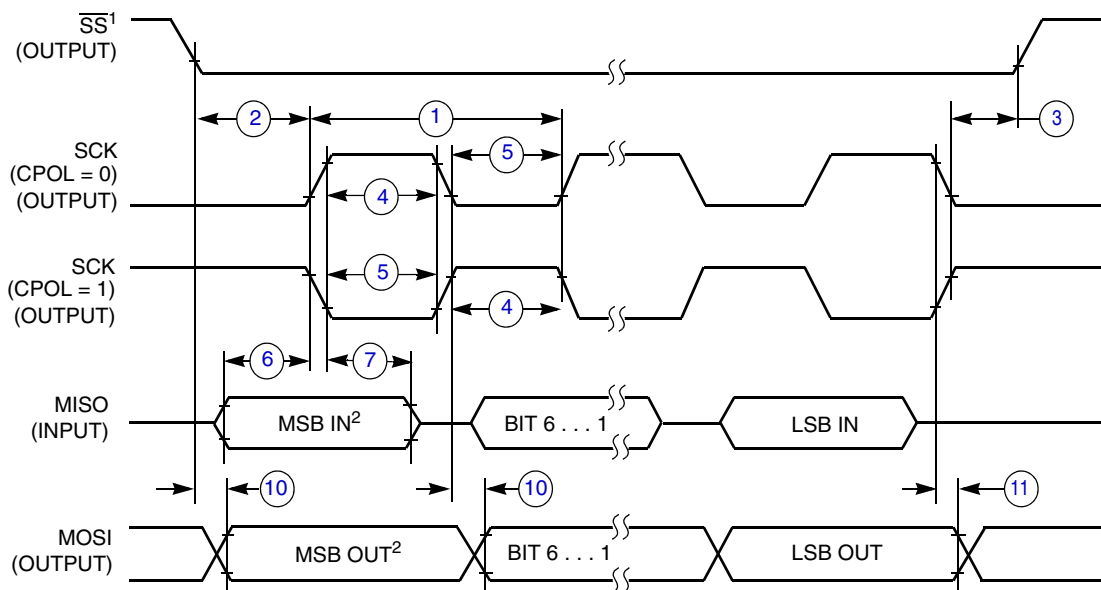 SS¹
(OUTPUT)
2
1
3
SCK
(CPOL = 0)
(OUTPUT)
5
4
SCK
(CPOL = 1)
(OUTPUT)
5
4
6
7
MISO
(INPUT)
MSB IN²
BIT 6 . . . 1
LSB IN
10
10
11
MOSI
(OUTPUT)
MSB OUT²
BIT 6 . . . 1
LSB OUT